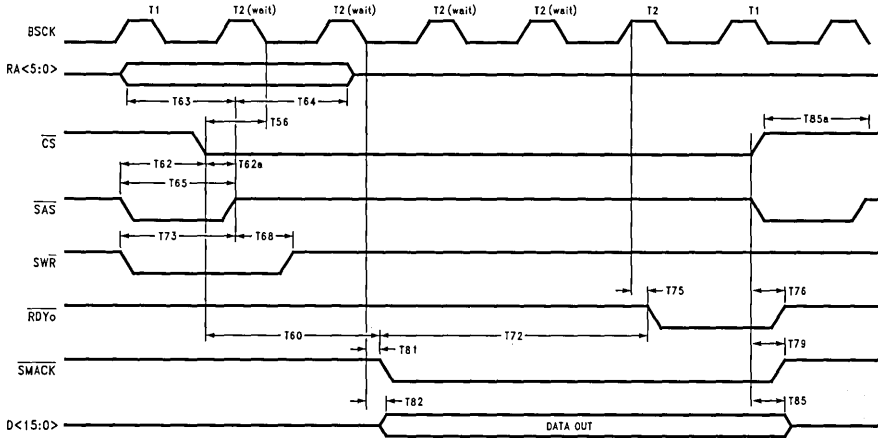 T1 T2 (wait) T2 (wait) T2 (wait) T2 (wait) T2 T1
BSCK
RA<5:0>
T63 T64
T56
T85a
CS
T62 T62a
T65
SAS
T73 T68
SWR
T75 T76
RDYo
T60 T72
T81 T79
SMACK
T82 T85
D<15:0> DATA OUT